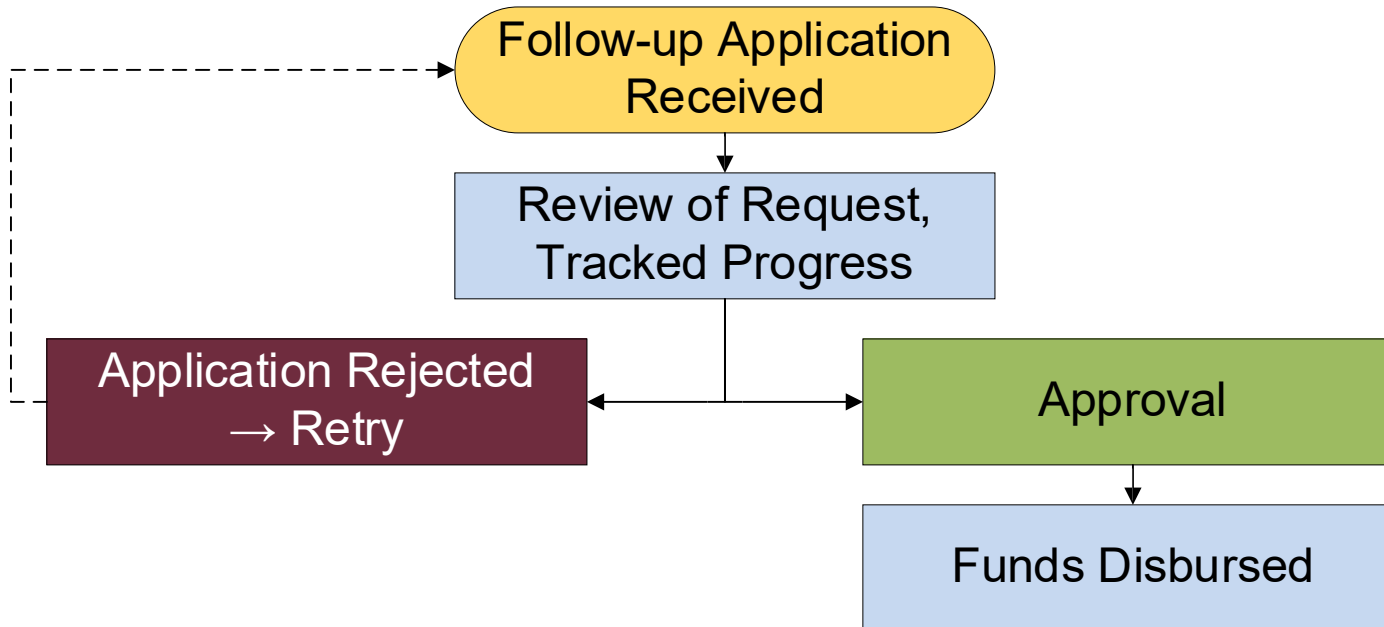 Follow-up Application
Received
Review of Request,
Tracked Progress
Application Rejected
→ Retry
Approval
Funds Disbursed